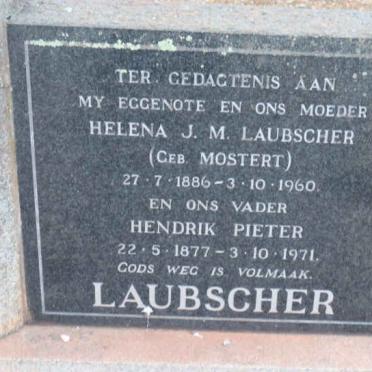 TER GEDAGTENIS AAN
MY EGGENOTE EN ONS MOEDER
HELENA J. M. LAUBSCHER
(GEB. MOSTERT)
27·7·1886–3·10·1960.
EN ONS VADER
HENDRIK PIETER
22·5·1877–3·10·1971.
GODS WEG IS VOLMAAK.
LAUBSCHER